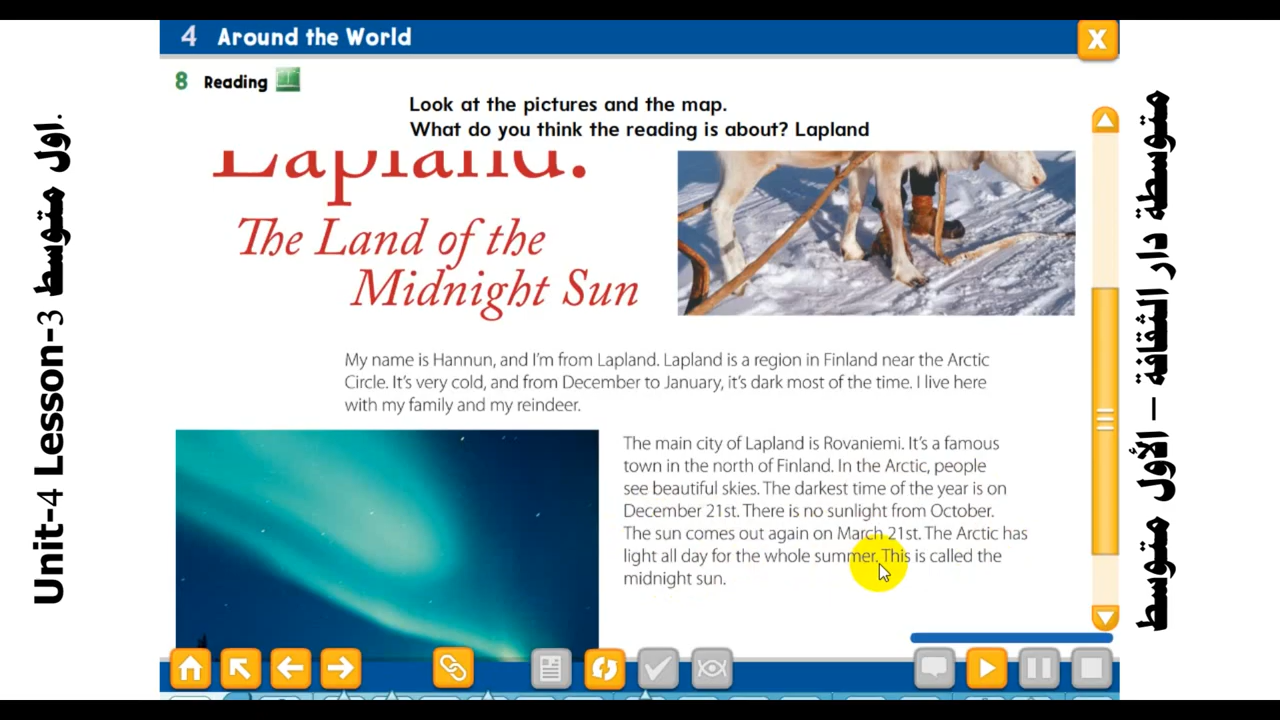 4 Around the World
X
8 Reading
Look at the pictures and the map.
What do you think the reading is about? Lapland
Lapland:
The Land of the
Midnight Sun
My name is Hannun, and I'm from Lapland. Lapland is a region in Finland near the Arctic
Circle. It's very cold, and from December to January, it's dark most of the time. I live here
with my family and my reindeer.
The main city of Lapland is Rovaniemi. It's a famous
town in the north of Finland. In the Arctic, people
see beautiful skies. The darkest time of the year is on
December 21st. There is no sunlight from October.
The sun comes out again on March 21st. The Arctic has
light all day for the whole summer. This is called the
midnight sun.
Unit-4 Lesson-3 اول متوسط.
متوسطة دار الثقافة – الأول متوسط